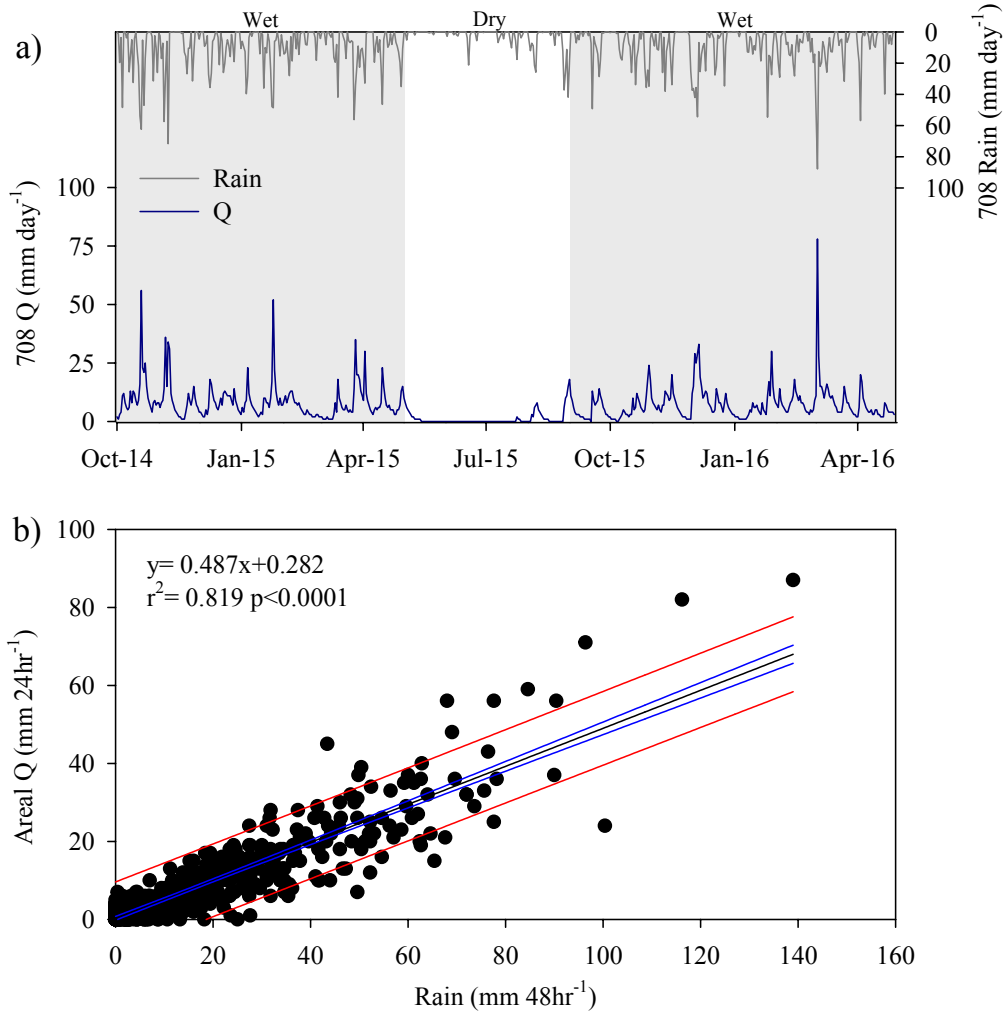 a)
Wet Dry Wet
0
20
40
60
80
100
708 Rain (mm day⁻¹)
Rain
Q
100
75
50
25
0
708 Q (mm day⁻¹)
Oct-14 Jan-15 Apr-15 Jul-15 Oct-15 Jan-16 Apr-16
b)
y= 0.487x+0.282
r²= 0.819 p<0.0001
100
80
60
40
20
0
Areal Q (mm 24hr⁻¹)
0 20 40 60 80 100 120 140 160
Rain (mm 48hr⁻¹)